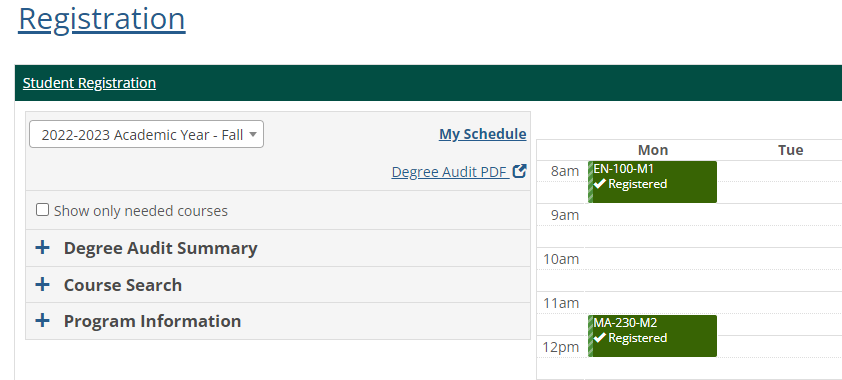 Registration
Student Registration
2022-2023 Academic Year - Fall
My Schedule
Degree Audit PDF
Show only needed courses
Degree Audit Summary
Course Search
Program Information
Mon Tue
8am
EN-100-M1
Registered
9am
10am
11am
MA-230-M2
Registered
12pm